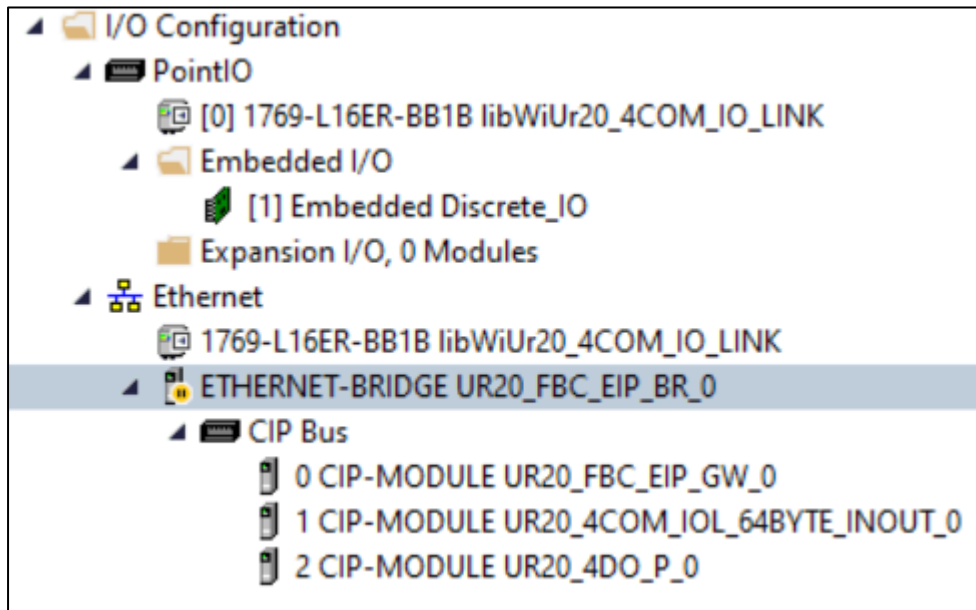 I/O Configuration
PointIO
[0] 1769-L16ER-BB1B libWiUr20_4COM_IO_LINK
Embedded I/O
[1] Embedded Discrete_IO
Expansion I/O, 0 Modules
Ethernet
1769-L16ER-BB1B libWiUr20_4COM_IO_LINK
ETHERNET-BRIDGE UR20_FBC_EIP_BR_0
CIP Bus
0 CIP-MODULE UR20_FBC_EIP_GW_0
1 CIP-MODULE UR20_4COM_IOL_64BYTE_INOUT_0
2 CIP-MODULE UR20_4DO_P_0